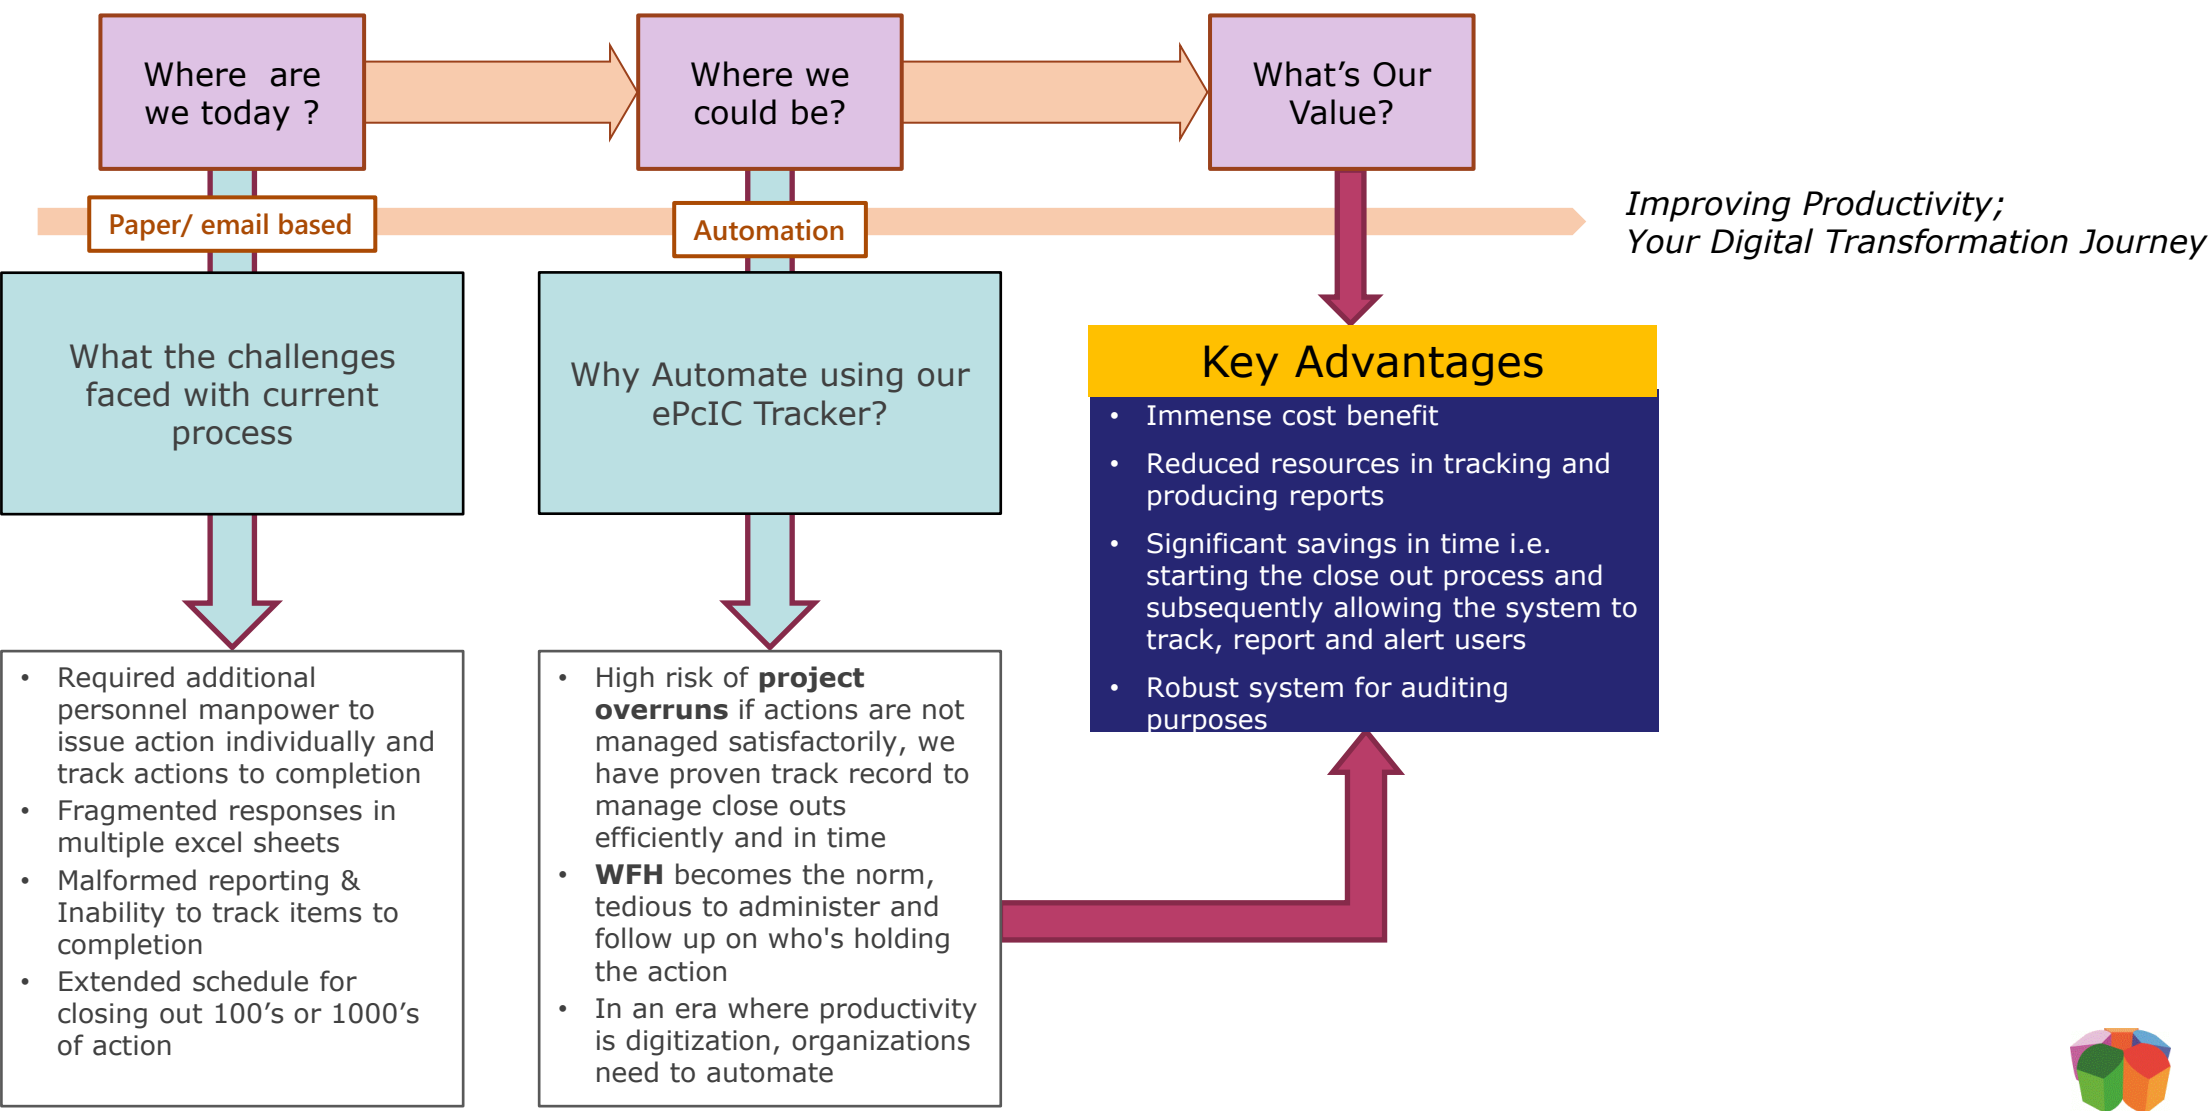 Where are
we today ?
Where we
could be?
What's Our
Value?
Improving Productivity;
Your Digital Transformation Journey
Paper/ email based
Automation
What the challenges
faced with current
process
Why Automate using our
ePcIC Tracker?
Key Advantages
• Immense cost benefit
• Reduced resources in tracking and
producing reports
• Significant savings in time i.e.
starting the close out process and
subsequently allowing the system to
track, report and alert users
• Robust system for auditing
purposes
• Required additional
personnel manpower to
issue action individually and
track actions to completion
• Fragmented responses in
multiple excel sheets
• Malformed reporting &
Inability to track items to
completion
• Extended schedule for
closing out 100’s or 1000’s
of action
• High risk of project
overruns if actions are not
managed satisfactorily, we
have proven track record to
manage close outs
efficiently and in time
• WFH becomes the norm,
tedious to administer and
follow up on who's holding
the action
• In an era where productivity
is digitization, organizations
need to automate